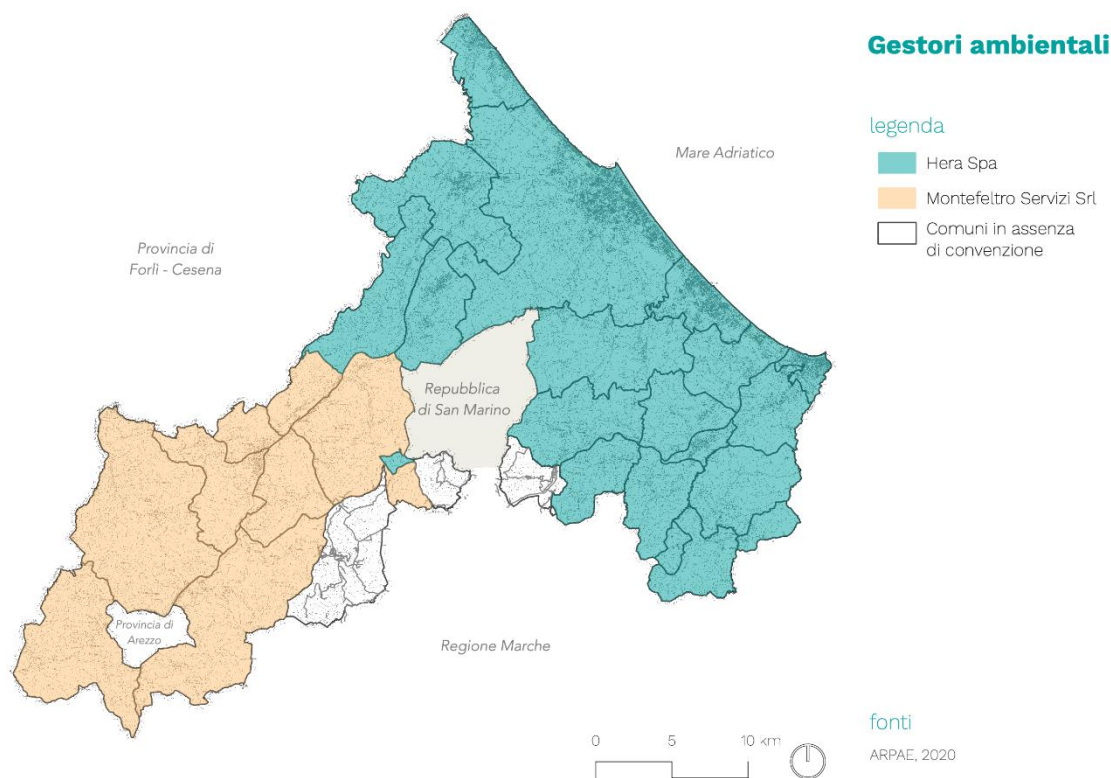 Gestori ambientali
legenda
Hera Spa
Montefeltro Servizi Srl
Comuni in assenza
di convenzione
Mare Adriatico
Provincia di
Forlì - Cesena
Repubblica
di San Marino
Provincia di
Arezzo
Regione Marche
0 5 10 km
fonti
ARPAE, 2020